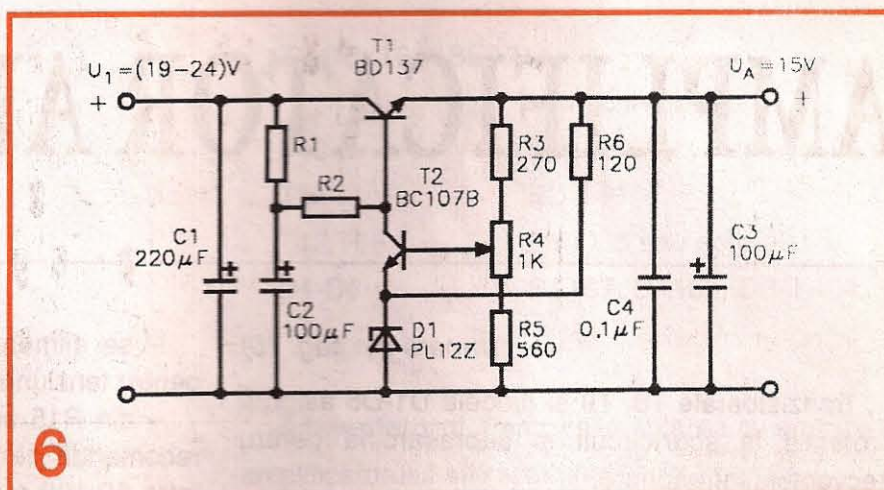 T1
BD137
U₁=(19-24)V
+
U_A=15V
+
R1
R2
T2
BC107B
R3
270
R6
120
R4
1K
C1
220µF
+
C2
100µF
+
D1
PL12Z
R5
560
C4
0,1µF
C3
100µF
+
6